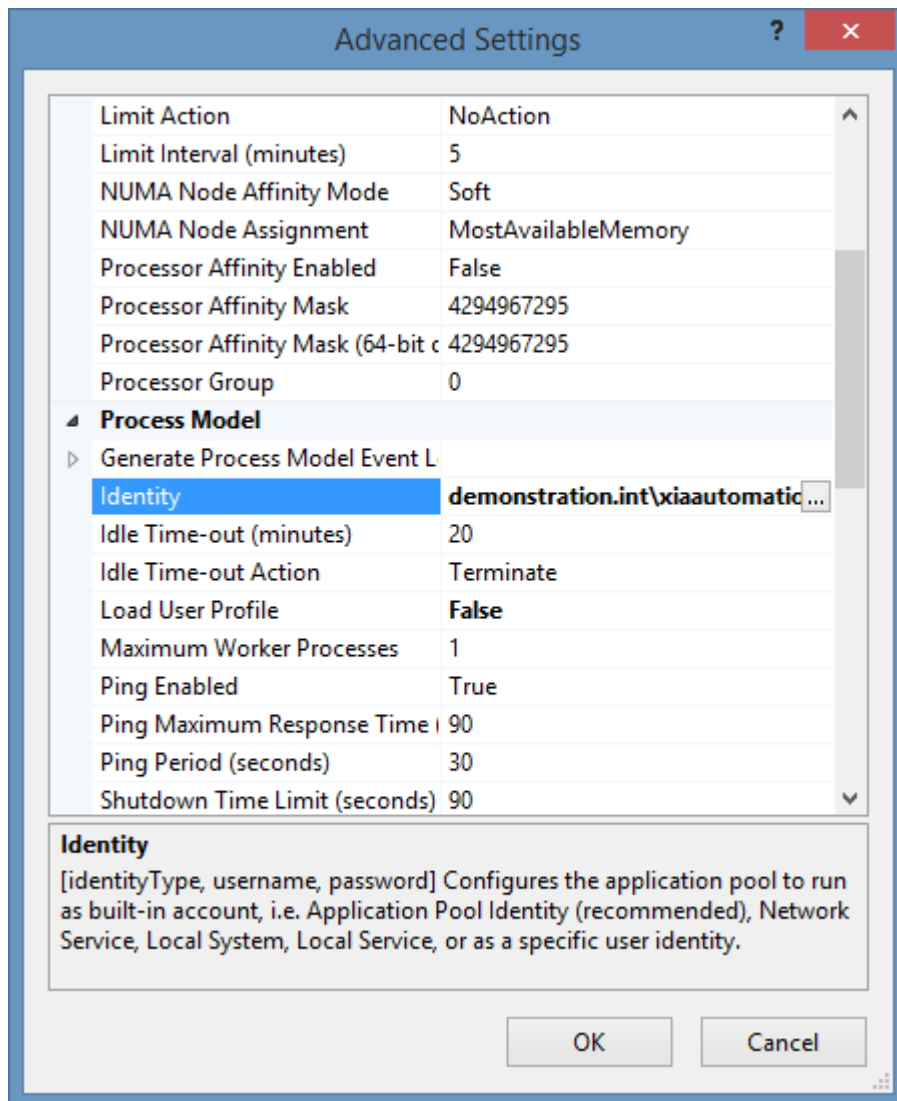 Advanced Settings
?
Limit Action NoAction
Limit Interval (minutes) 5
NUMA Node Affinity Mode Soft
NUMA Node Assignment MostAvailableMemory
Processor Affinity Enabled False
Processor Affinity Mask 4294967295
Processor Affinity Mask (64-bit c 4294967295
Processor Group 0
Process Model
Generate Process Model Event L
Identity demonstration.int\xiaautomatic ...
Idle Time-out (minutes) 20
Idle Time-out Action Terminate
Load User Profile False
Maximum Worker Processes 1
Ping Enabled True
Ping Maximum Response Time ( 90
Ping Period (seconds) 30
Shutdown Time Limit (seconds) 90
Identity
[identityType, username, password] Configures the application pool to run
as built-in account, i.e. Application Pool Identity (recommended), Network
Service, Local System, Local Service, or as a specific user identity.
OK Cancel